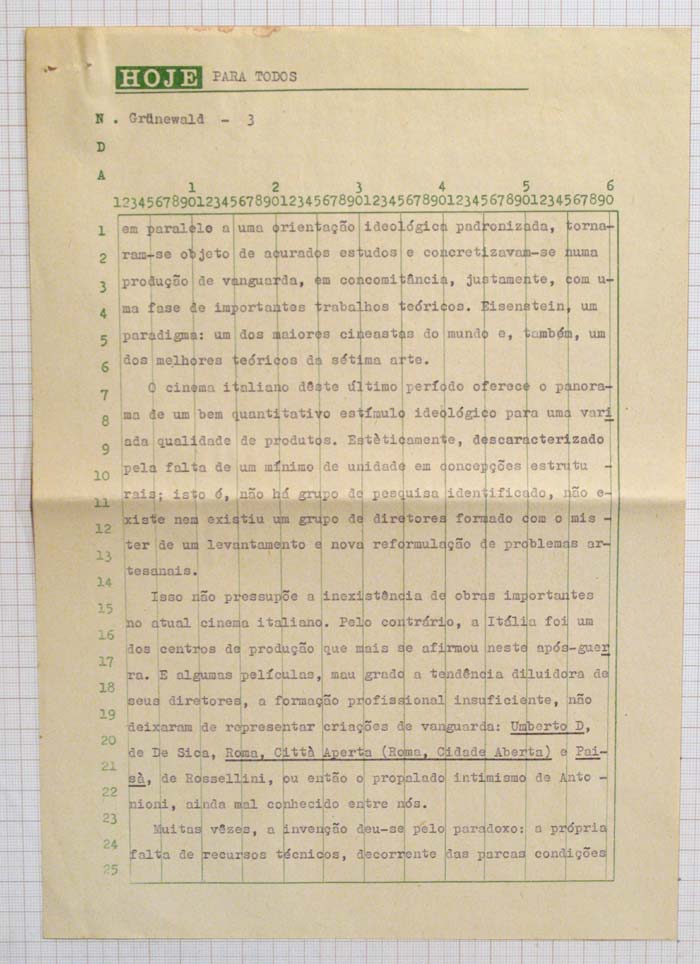 HOJE PARA TODOS
N . Grünewald - 3
D
A
1 2 3 4 5 6
123456789012345678901234567890123456789012345678901234567890
1 em paralelo a uma orientação ideológica padronizada, torna-
2 ram-se objeto de acurados estudos e concretizavam-se numa
3 produção de vanguarda, em concomitância, justamente, com u-
4 ma fase de importantes trabalhos teóricos. Eisenstein, um
5 paradigma: um dos maiores cineastas do mundo e, também, um
6 dos melhores teóricos da sétima arte.
7 O cinema italiano dêste último período oferece o panora-
8 ma de um bem quantitativo estímulo ideológico para uma vari
9 ada qualidade de produtos. Estèticamente, descaracterizado
10 pela falta de um mínimo de unidade em concepções estrutu -
11 rais; isto é, não há grupo de pesquisa identificado, não e-
12 xiste nem existiu um grupo de diretores formado com o mis -
13 ter de um levantamento e nova reformulação de problemas ar-
14 tesanais.
15 Isso não pressupõe a inexistência de obras importantes
16 no atual cinema italiano. Pelo contrário, a Itália foi um
17 dos centros de produção que mais se afirmou neste após-guer
18 ra. E algumas películas, mau grado a tendência diluidora de
19 seus diretores, a formação profissional insuficiente, não
20 deixaram de representar criações de vanguarda: Umberto D,
21 de De Sica, Roma, Città Aperta (Roma, Cidade Aberta) e Pai-
22 sà, de Rossellini, ou então o propalado intimismo de Anto -
23 nioni, ainda mal conhecido entre nós.
24 Muitas vêzes, a invenção deu-se pelo paradoxo: a própria
25 falta de recursos técnicos, decorrente das parcas condições